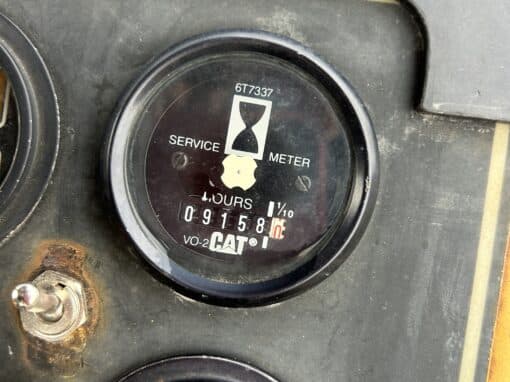 6T7337
SERVICE METER
HOURS 1/10
09158
VO-2 CAT®